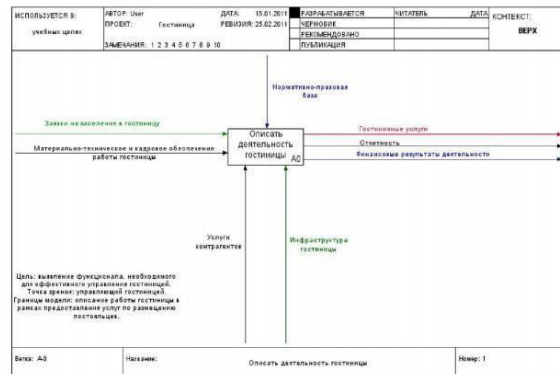 ИСПОЛЬЗУЕТСЯ В:
учебных целях
АВТОР: User
ДАТА: 15.01.2011
ПРОЕКТ: Гостиница
РЕВИЗИЯ: 25.02.2011
ЗАМЕЧАНИЯ: 1 2 3 4 5 6 7 8 9 10
РАЗРАБАТЫВАЕТСЯ
ЧЕРНОВИК
РЕКОМЕНДОВАНО
ПУБЛИКАЦИЯ
ЧИТАТЕЛЬ
ДАТА
КОНТЕКСТ:
ВЕРХ
Нормативно-правовая
база
Заявки на заселение в гостиницу
Материально-техническое и кадровое обеспечение
работы гостиницы
Описать
деятельность
гостиницы
A0
Гостиничные услуги
Отчетность
Финансовые результаты деятельности
Услуги
контрагентов
Инфраструктура
гостиницы
Цель: выявление функционала, необходимого
для эффективного управления гостиницей.
Точка зрения: управляющий гостиницей.
Границы модели: описание работы гостиницы в
рамках предоставления услуг по размещению
постояльцев.
Ветка: A-0
Название:
Описать деятельность гостиницы
Номер: 1